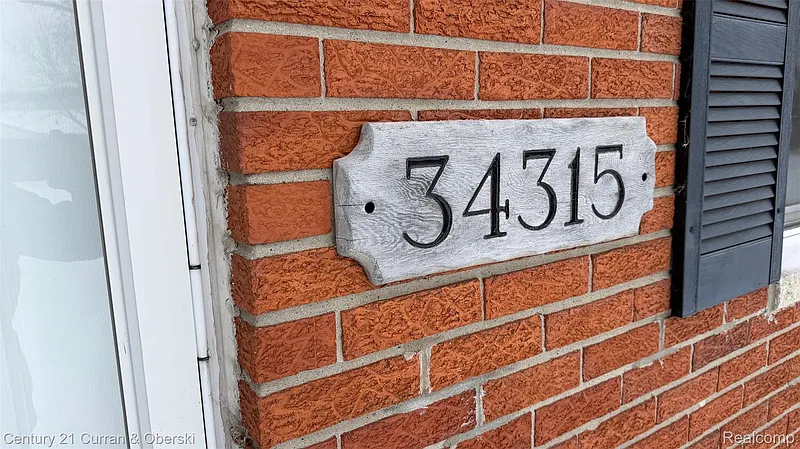 34315
Century 21 Curran & Oberski
Realcomp